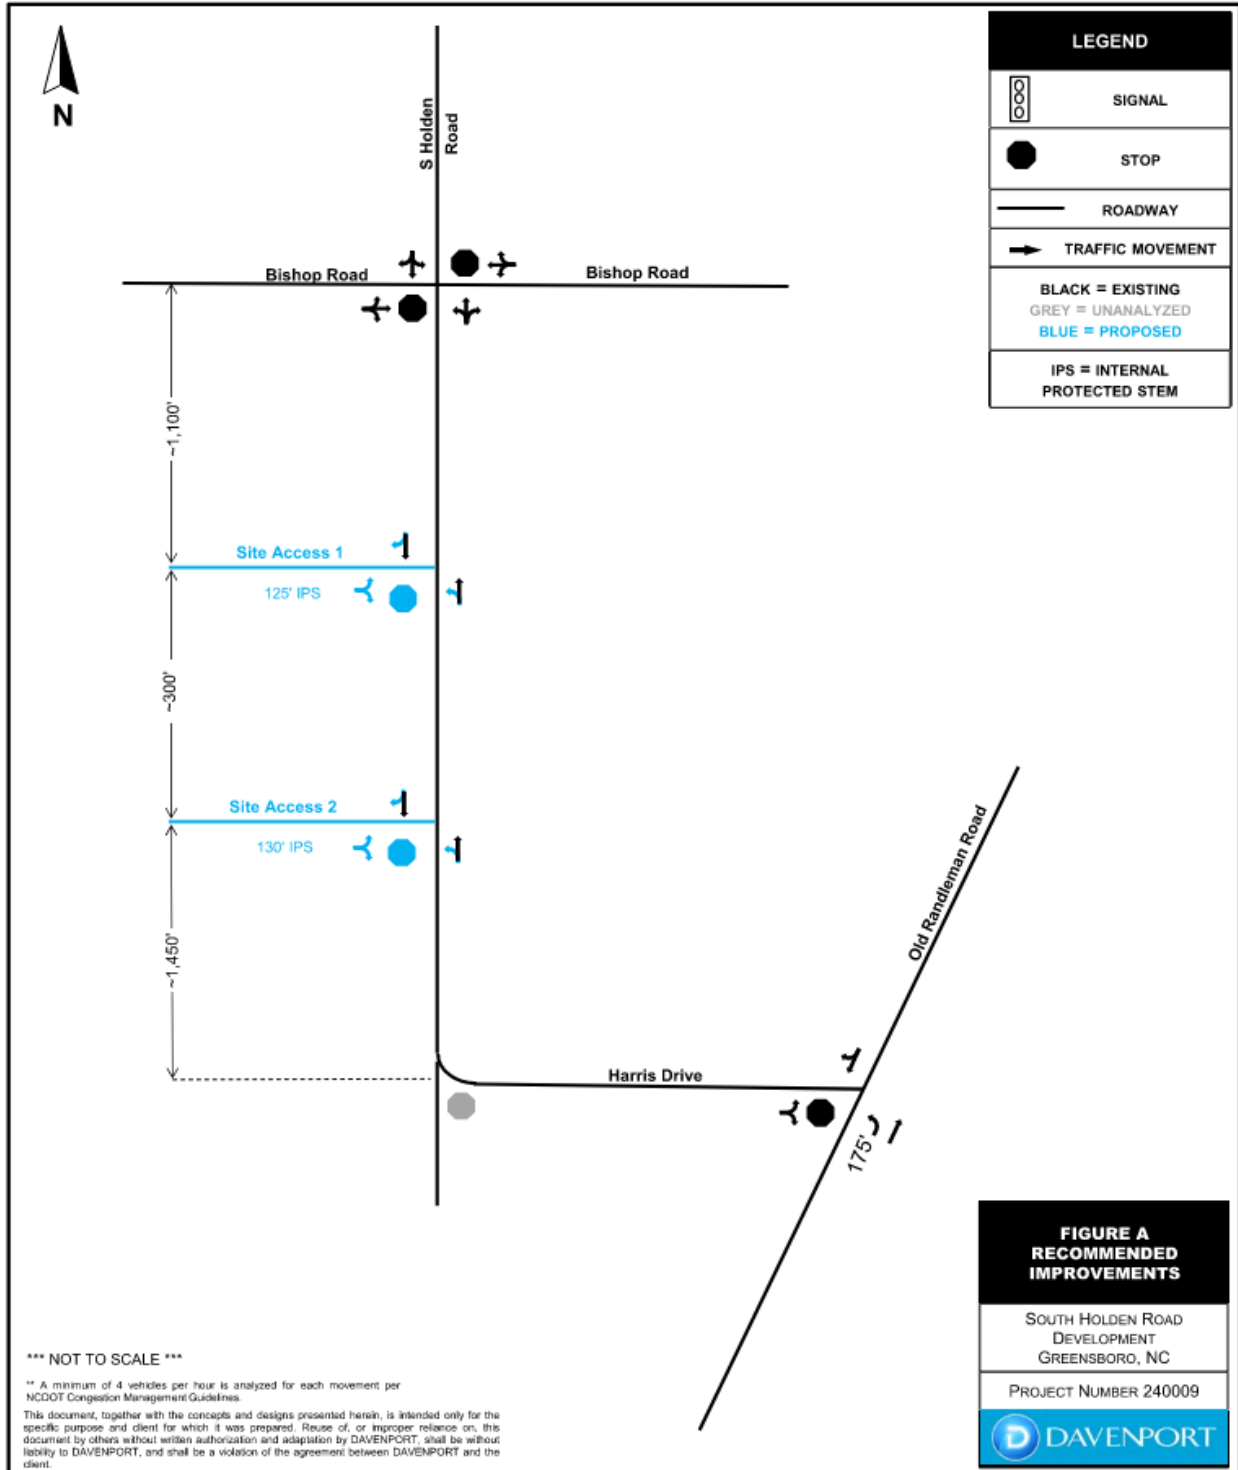 N
S Holden
Road
Bishop Road
Bishop Road
~1,100'
Site Access 1
125' IPS
~300'
Site Access 2
130' IPS
~1,450'
Old Randleman Road
Harris Drive
175'
LEGEND
SIGNAL
STOP
ROADWAY
TRAFFIC MOVEMENT
BLACK = EXISTING
GREY = UNANALYZED
BLUE = PROPOSED
IPS = INTERNAL
PROTECTED STEM
*** NOT TO SCALE ***
** A minimum of 4 vehicles per hour is analyzed for each movement per
NCDOT Congestion Management Guidelines.
This document, together with the concepts and designs presented herein, is intended only for the
specific purpose and client for which it was prepared. Reuse of, or improper reliance on, this
document by others without written authorization and adaptation by DAVENPORT, shall be without
liability to DAVENPORT, and shall be a violation of the agreement between DAVENPORT and the
client.
FIGURE A
RECOMMENDED
IMPROVEMENTS
SOUTH HOLDEN ROAD
DEVELOPMENT
GREENSBORO, NC
PROJECT NUMBER 240009
D DAVENPORT